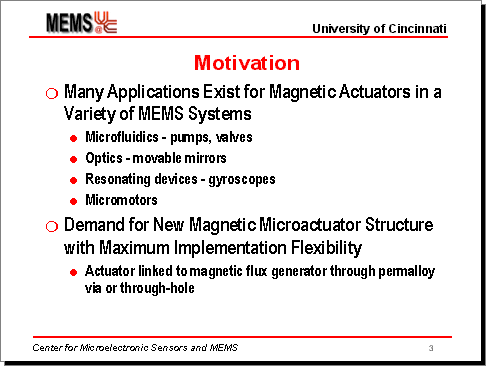 MEMS UC
@
University of Cincinnati
Motivation
Many Applications Exist for Magnetic Actuators in a
Variety of MEMS Systems
Microfluidics - pumps, valves
Optics - movable mirrors
Resonating devices - gyroscopes
Micromotors
Demand for New Magnetic Microactuator Structure
with Maximum Implementation Flexibility
Actuator linked to magnetic flux generator through permalloy
via or through-hole
Center for Microelectronic Sensors and MEMS
3